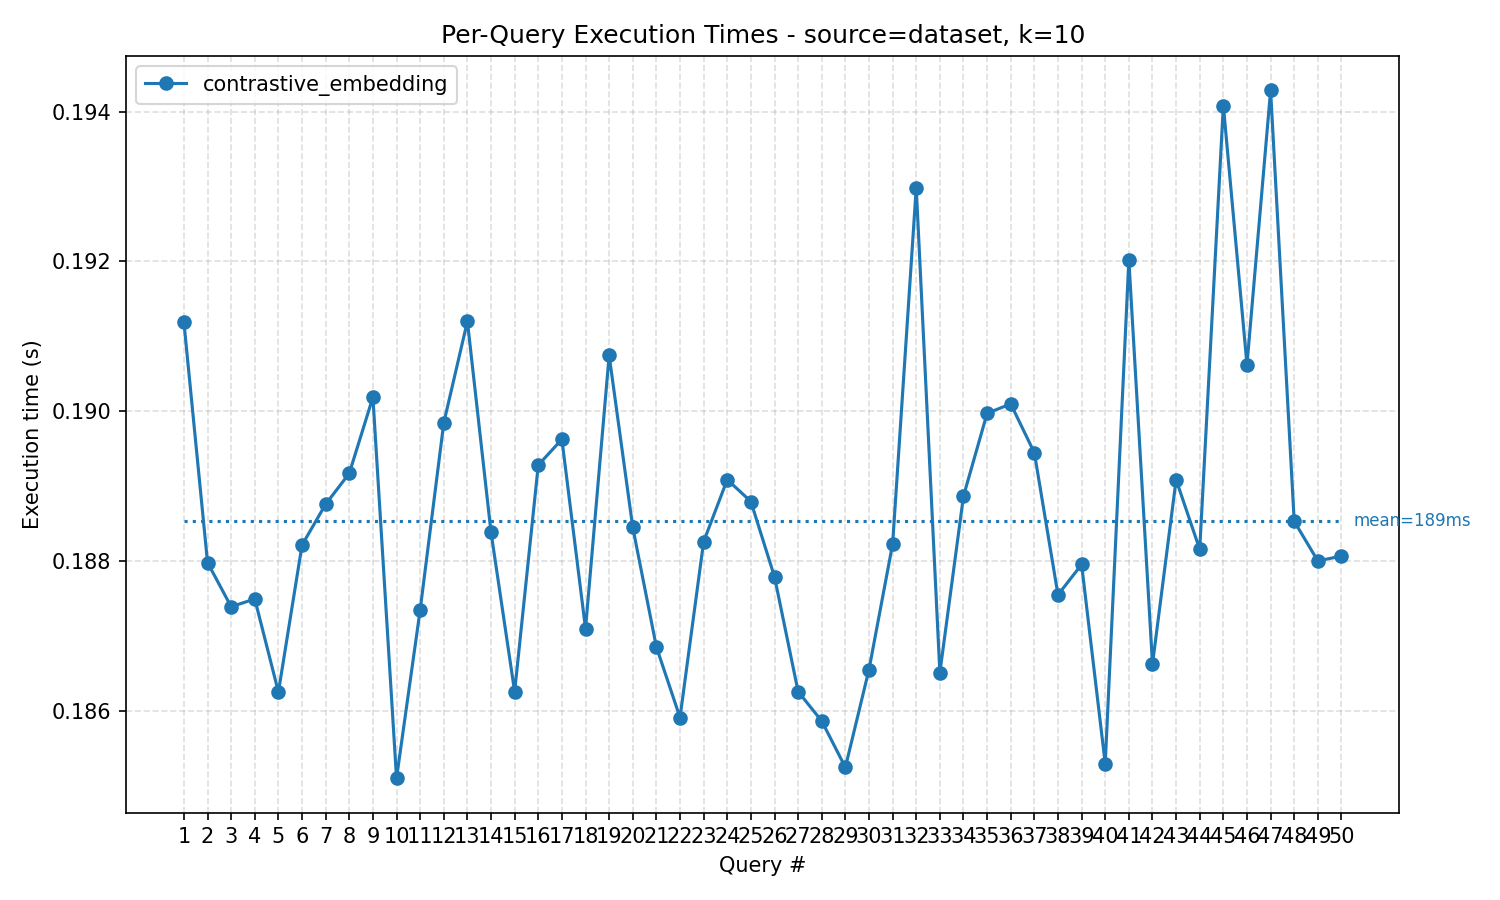 Per-Query Execution Times - source=dataset, k=10
contrastive_embedding
Execution time (s)
0.194
0.192
0.190
0.188
0.186
mean=189ms
1 2 3 4 5 6 7 8 9 10 11 12 13 14 15 16 17 18 19 20 21 22 23 24 25 26 27 28 29 30 31 32 33 34 35 36 37 38 39 40 41 42 43 44 45 46 47 48 49 50
Query #